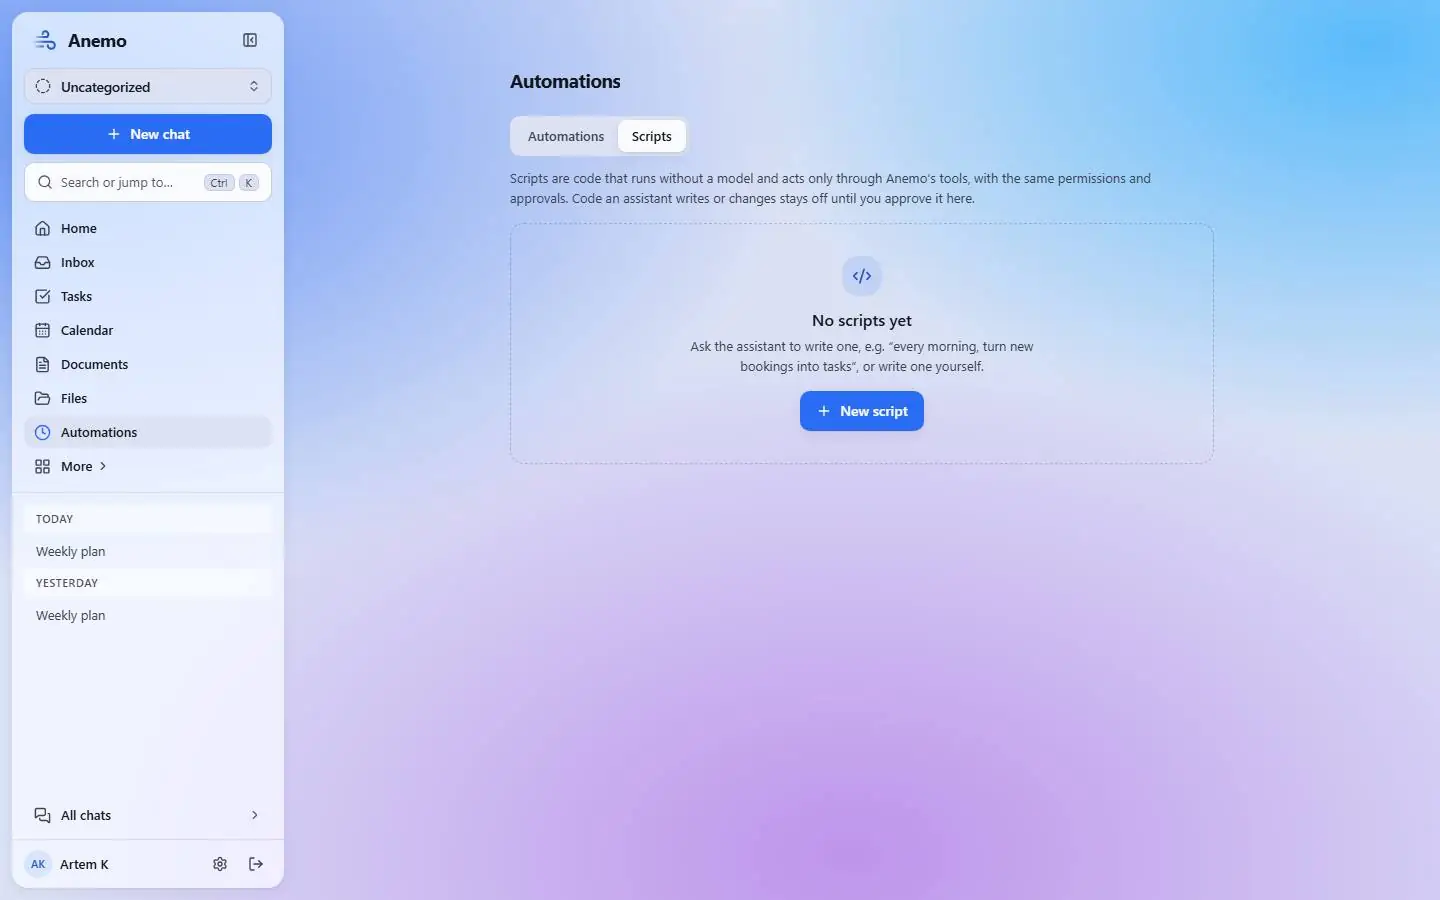 Anemo
Uncategorized
New chat
Search or jump to... Ctrl K
Home
Inbox
Tasks
Calendar
Documents
Files
Automations
More
TODAY
Weekly plan
YESTERDAY
Weekly plan
All chats
AK Artem K
Automations
Automations Scripts
Scripts are code that runs without a model and acts only through Anemo's tools, with the same permissions and
approvals. Code an assistant writes or changes stays off until you approve it here.
No scripts yet
Ask the assistant to write one, e.g. “every morning, turn new
bookings into tasks”, or write one yourself.
New script